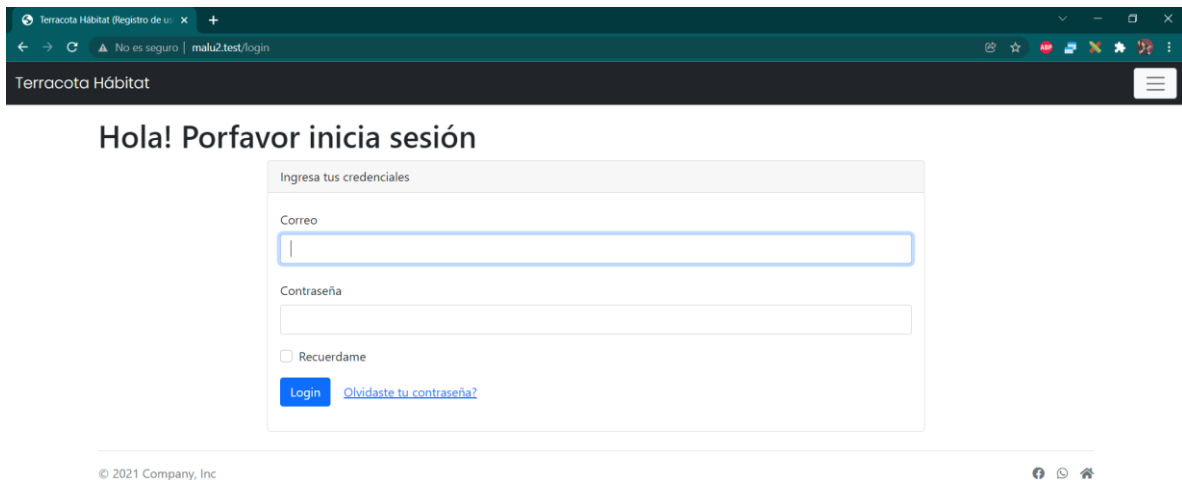 Terracota Hábitat (Registro de us
No es seguro | malu2.test/login
ABP
Terracota Hábitat
Hola! Porfavor inicia sesión
Ingresa tus credenciales
Correo
Contraseña
Recuerdame
Login Olvidaste tu contraseña?
© 2021 Company, Inc